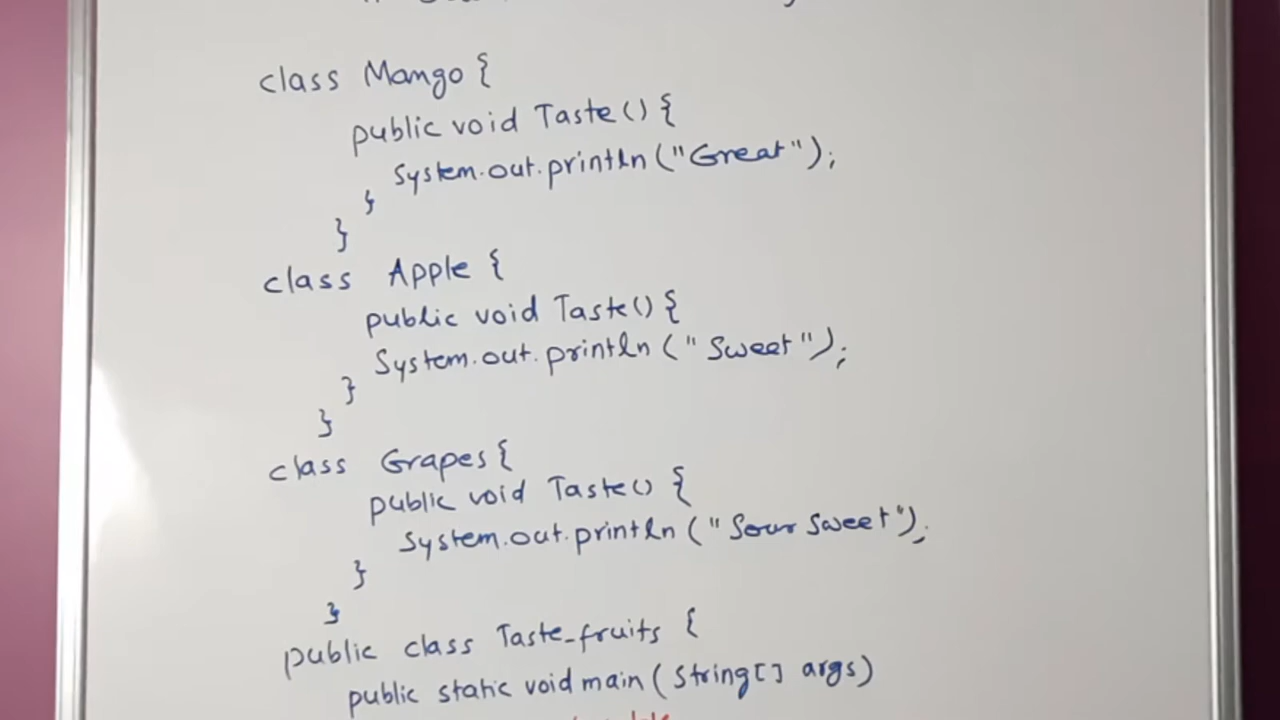 class Mango {
public void Taste() {
System.out.println("Great");
}
}
class Apple {
public void Taste() {
System.out.println("Sweet");
}
}
class Grapes {
public void Taste() {
System.out.println("Sour Sweet");
}
}
public class Taste_fruits {
public static void main(String[] args)